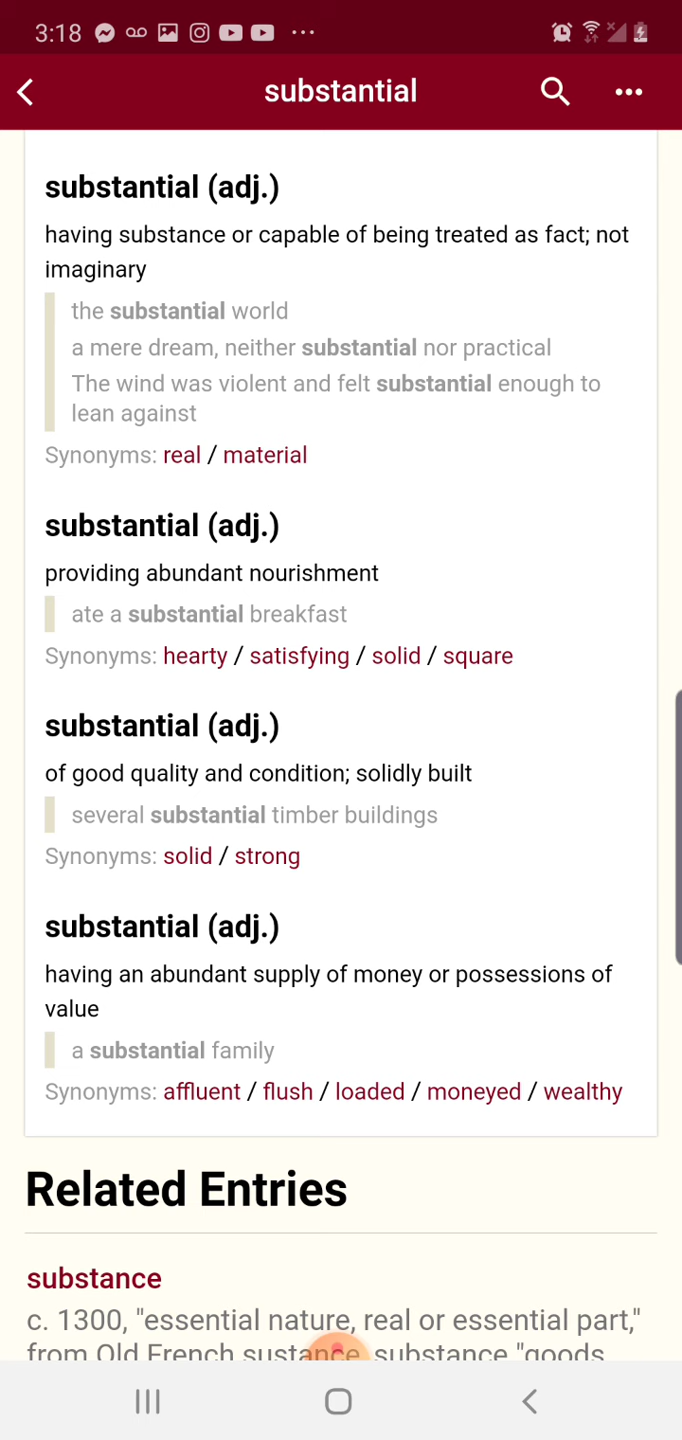 3:18
substantial
substantial (adj.)
having substance or capable of being treated as fact; not
imaginary
the substantial world
a mere dream, neither substantial nor practical
The wind was violent and felt substantial enough to
lean against
Synonyms: real / material
substantial (adj.)
providing abundant nourishment
ate a substantial breakfast
Synonyms: hearty / satisfying / solid / square
substantial (adj.)
of good quality and condition; solidly built
several substantial timber buildings
Synonyms: solid / strong
substantial (adj.)
having an abundant supply of money or possessions of
value
a substantial family
Synonyms: affluent / flush / loaded / moneyed / wealthy
Related Entries
substance
c. 1300, "essential nature, real or essential part,"
from Old French sustance, substance "goods,